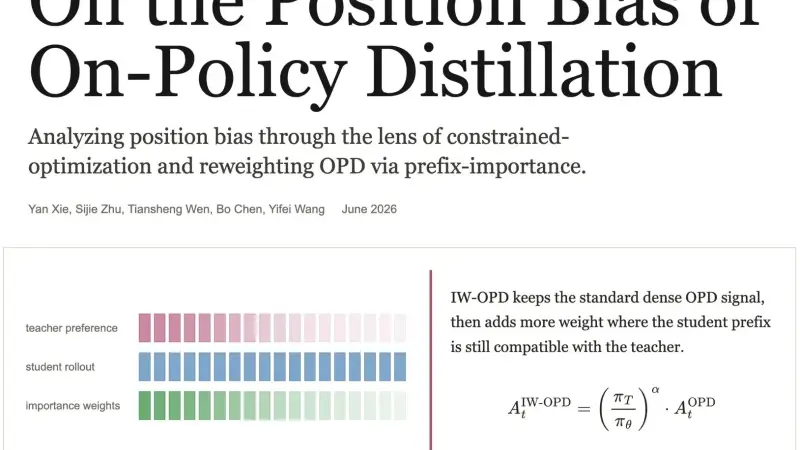 On the Position Bias of
On-Policy Distillation
Analyzing position bias through the lens of constrained-
optimization and reweighting OPD via prefix-importance.
Yan Xie, Sijie Zhu, Tiansheng Wen, Bo Chen, Yifei Wang June 2026
teacher preference
student rollout
importance weights
IW-OPD keeps the standard dense OPD signal,
then adds more weight where the student prefix
is still compatible with the teacher.
A_t^{IW-OPD} = (π_T / π_θ)^α · A_t^{OPD}